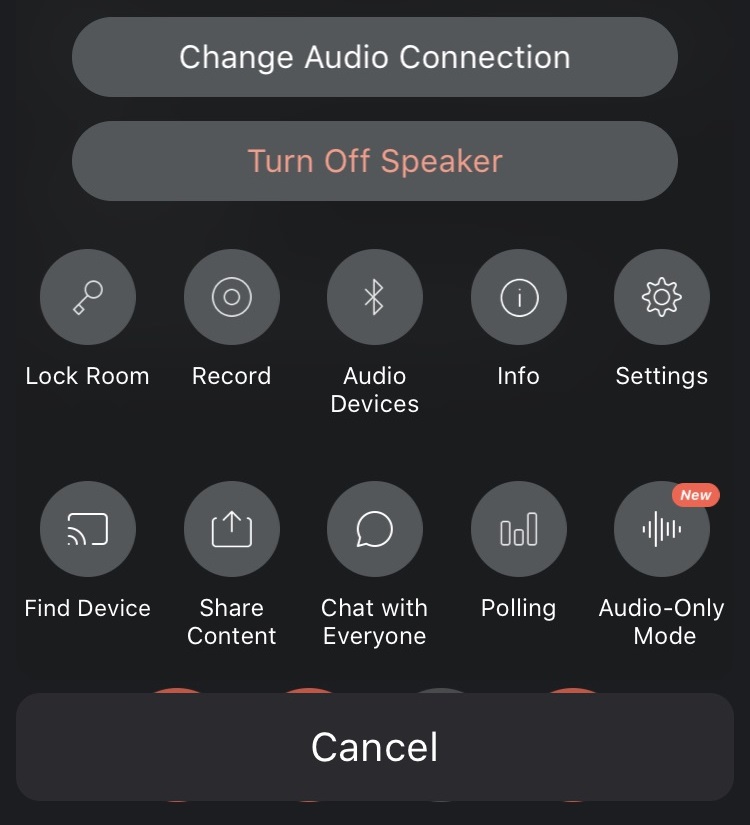 Change Audio Connection
Turn Off Speaker
Lock Room
Record
Audio
Devices
Info
Settings
New
Find Device
Share
Content
Chat with
Everyone
Polling
Audio-Only
Mode
Cancel